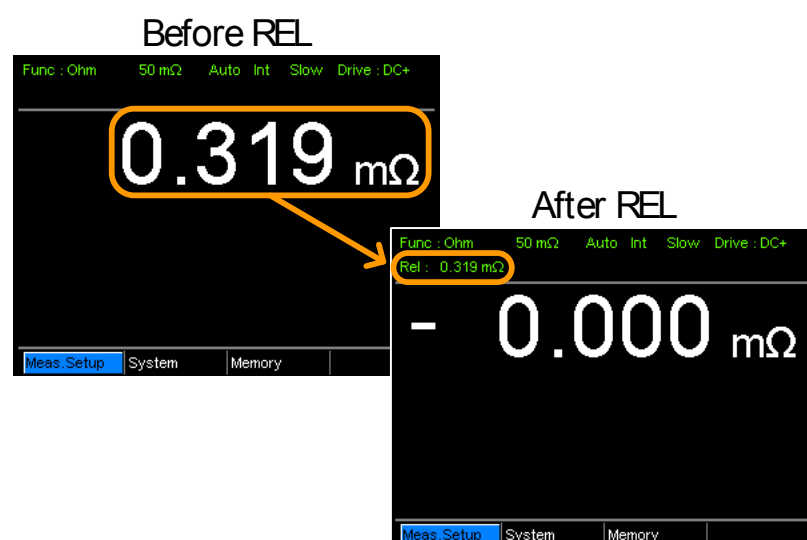 Before REL
Func : Ohm 50 mΩ Auto Int Slow Drive : DC+
0.319 mΩ
Meas.Setup System Memory
After REL
Func : Ohm 50 mΩ Auto Int Slow Drive : DC+
Rel : 0.319 mΩ
- 0.000 mΩ
Meas.Setup System Memory